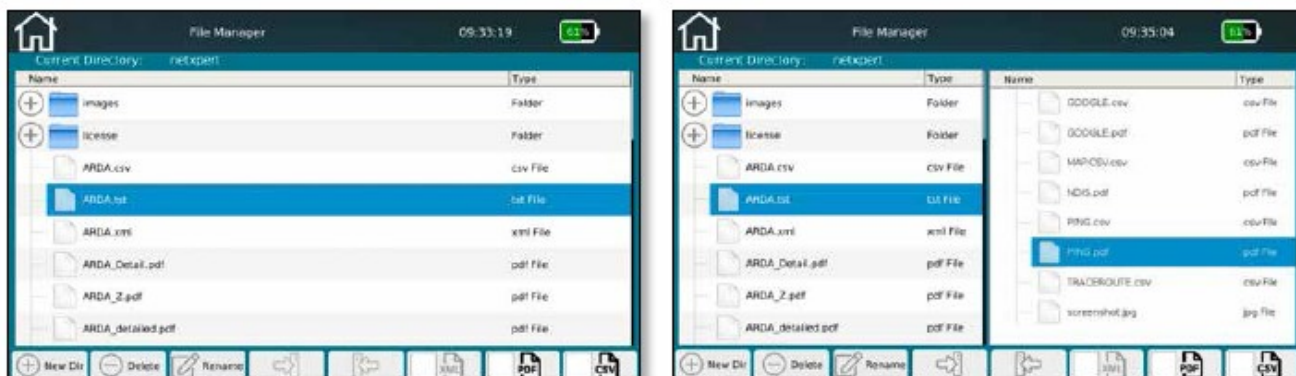 File Manager 09:33:19 61%
Current Directory: netxpert
Name Type
images Folder
license Folder
ARDA.csv csv File
ARDA.tst tst File
ARDA.xml xml File
ARDA_Detail.pdf pdf File
ARDA_Z.pdf pdf File
ARDA_detailed.pdf pdf File
New Dir Delete Rename XML PDF CSV
File Manager 09:35:04 61%
Current Directory: netxpert
Name Type Name Type
images Folder GOOGLE.csv csv File
license Folder GOOGLE.pdf pdf File
ARDA.csv csv File MAP-CSV.csv csv File
ARDA.tst tst File NDIS.pdf pdf File
ARDA.xml xml File PING.csv csv File
ARDA_Detail.pdf pdf File PING.pdf pdf File
ARDA_Z.pdf pdf File TRACEROUTE.csv csv File
ARDA_detailed.pdf pdf File screenshot.jpg jpg File
New Dir Delete Rename XML PDF CSV